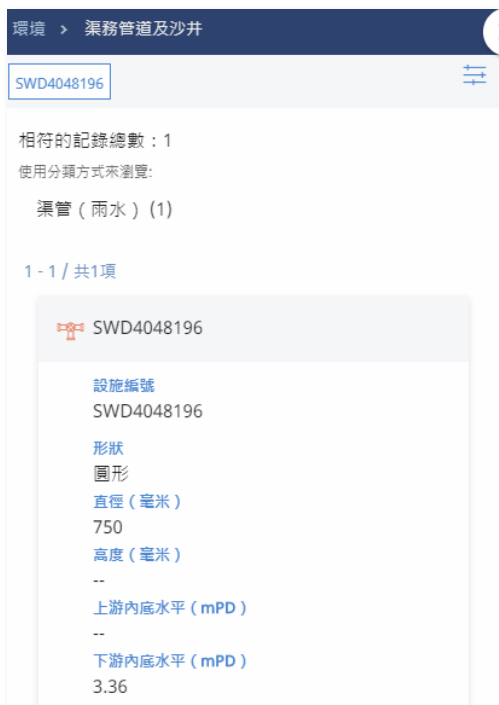 環境 > 渠務管道及沙井
SWD4048196
相符的記錄總數：1
使用分類方式來瀏覽:
渠管（雨水）(1)
1 - 1 / 共1項
SWD4048196
設施編號
SWD4048196
形狀
圓形
直徑（毫米）
750
高度（毫米）
--
上游內底水平（mPD）
--
下游內底水平（mPD）
3.36